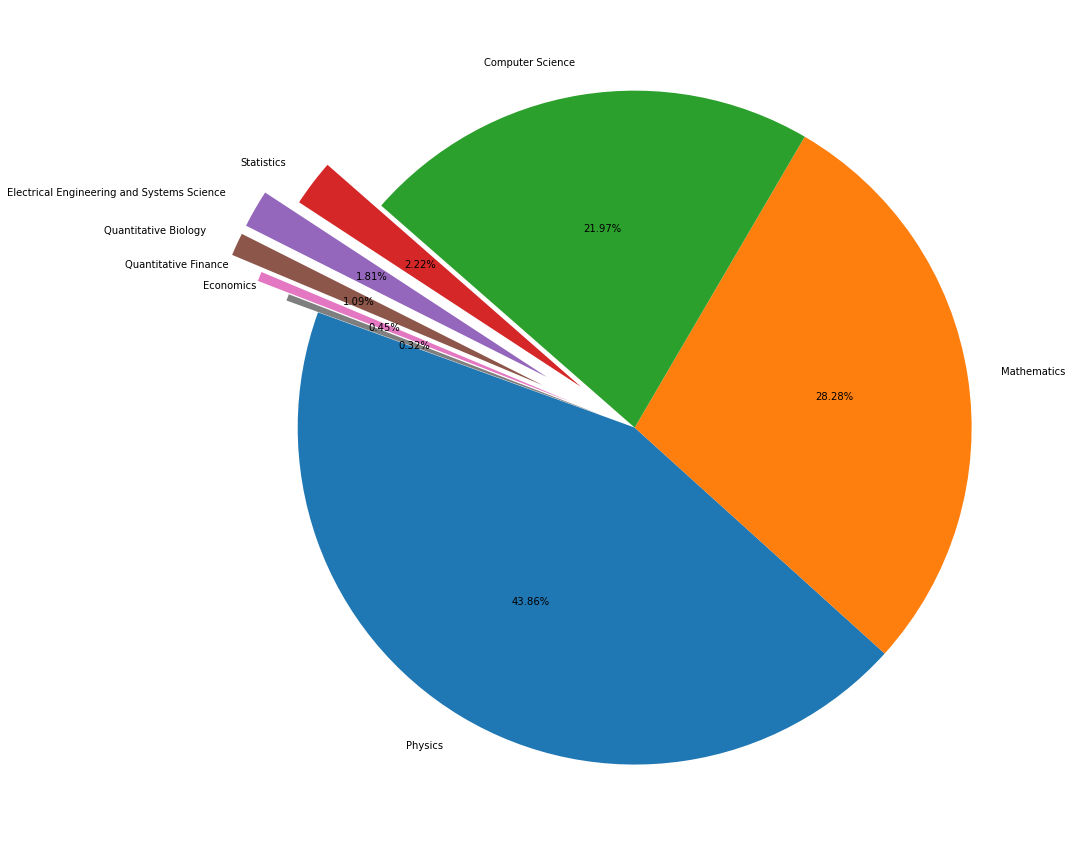 Computer Science
Statistics
Electrical Engineering and Systems Science
Quantitative Biology
Quantitative Finance
Economics
21.97%
2.22%
1.81%
1.09%
0.45%
0.32%
Mathematics
28.28%
43.86%
Physics